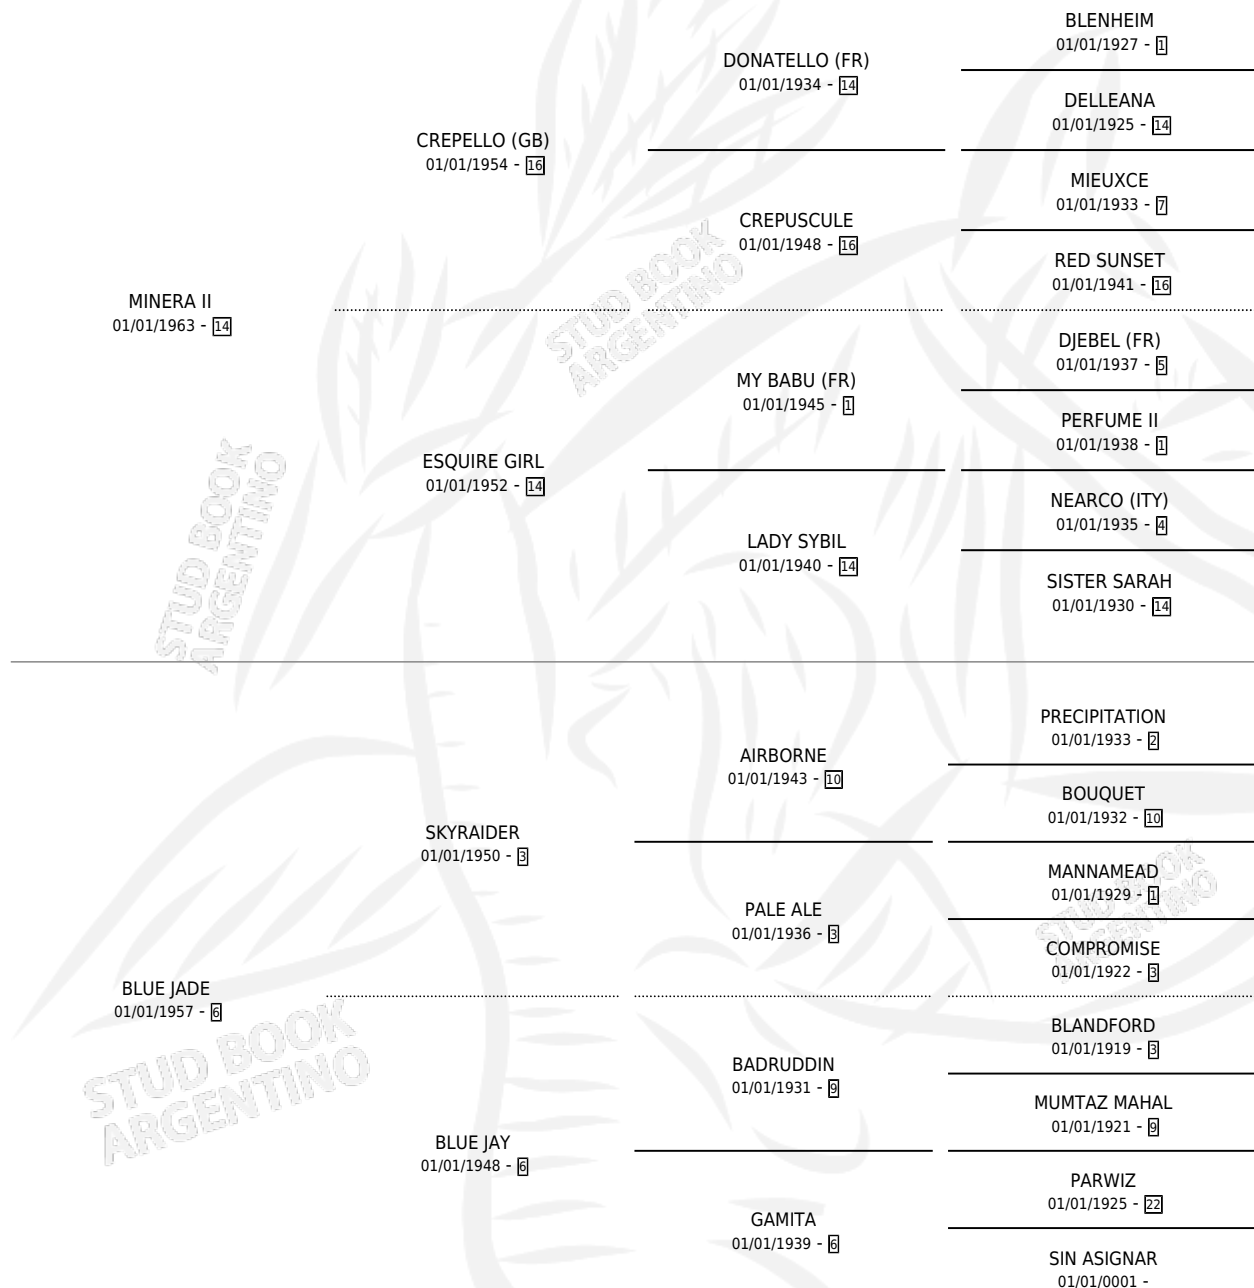 BLENHEIM
01/01/1927 - 1
DONATELLO (FR)
01/01/1934 - 14
DELLEANA
01/01/1925 - 14
CREPELLO (GB)
01/01/1954 - 16
MIEUXCE
01/01/1933 - 7
CREPUSCULE
01/01/1948 - 16
RED SUNSET
01/01/1941 - 16
MINERA II
01/01/1963 - 14
STUD BOOK
ARGENTINO
DJEBEL (FR)
01/01/1937 - 5
MY BABU (FR)
01/01/1945 - 1
PERFUME II
01/01/1938 - 1
ESQUIRE GIRL
01/01/1952 - 14
NEARCO (ITY)
01/01/1935 - 4
LADY SYBIL
01/01/1940 - 14
SISTER SARAH
01/01/1930 - 14
STUD BOOK
ARGENTINO
PRECIPITATION
01/01/1933 - 2
AIRBORNE
01/01/1943 - 10
BOUQUET
01/01/1932 - 10
SKYRAIDER
01/01/1950 - 3
MANNAMEAD
01/01/1929 - 1
STUD BOOK
ARGENTINO
PALE ALE
01/01/1936 - 3
COMPROMISE
01/01/1922 - 3
BLUE JADE
01/01/1957 - 6
BLANDFORD
01/01/1919 - 3
BADRUDDIN
01/01/1931 - 9
MUMTAZ MAHAL
01/01/1921 - 9
STUD BOOK
ARGENTINO
BLUE JAY
01/01/1948 - 6
PARWIZ
01/01/1925 - 22
GAMITA
01/01/1939 - 6
SIN ASIGNAR
01/01/0001 -